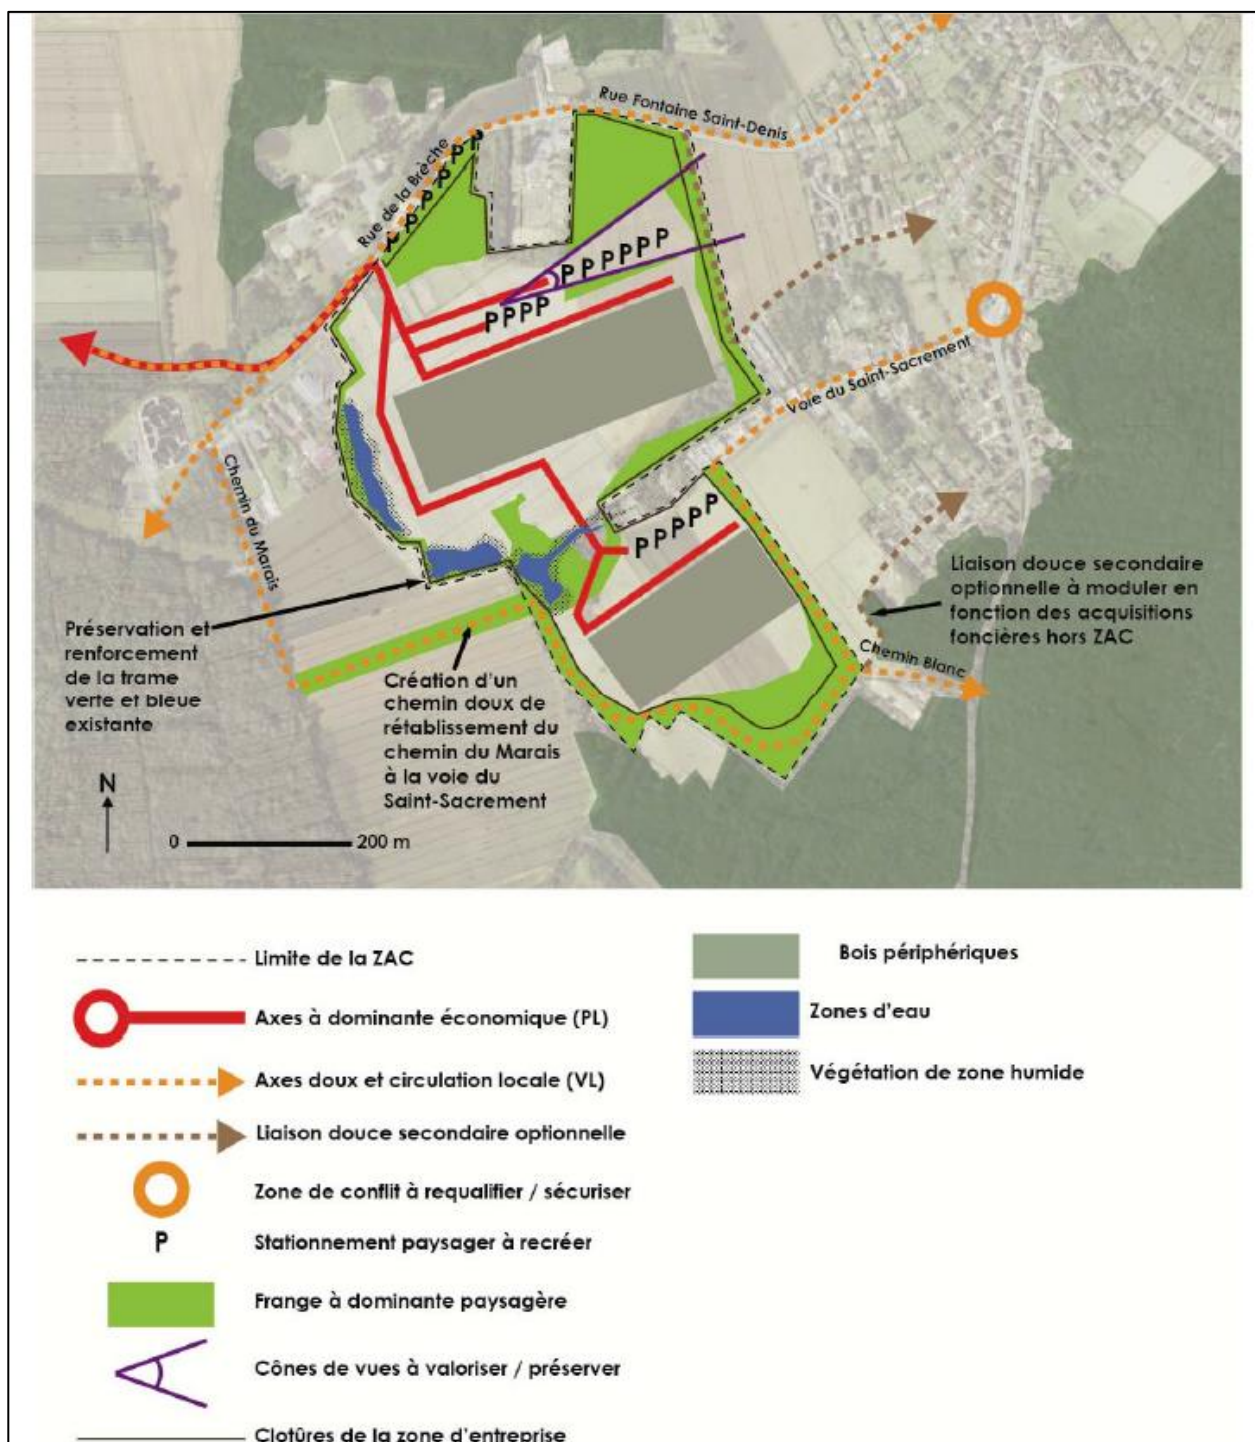 Rue Fontaine Saint-Denis
Rue de la Brèche
P P P P P P
P P P P P P
P P P P
Voie du Saint-Sacrement
Chemin du Marais
P P P P P
Liaison douce secondaire
optionnelle à moduler en
fonction des acquisitions
foncières hors ZAC
Chemin Blanc
Préservation et
renforcement
de la trame
verte et bleue
existante
Création d'un
chemin doux de
rétablissement du
chemin du Marais
à la voie du
Saint-Sacrement
N
0 200 m
Limite de la ZAC
Axes à dominante économique (PL)
Axes doux et circulation locale (VL)
Liaison douce secondaire optionnelle
Zone de conflit à requalifier / sécuriser
P Stationnement paysager à recréer
Frange à dominante paysagère
Cônes de vues à valoriser / préserver
Clotûres de la zone d'entreprise
Bois périphériques
Zones d'eau
Végétation de zone humide